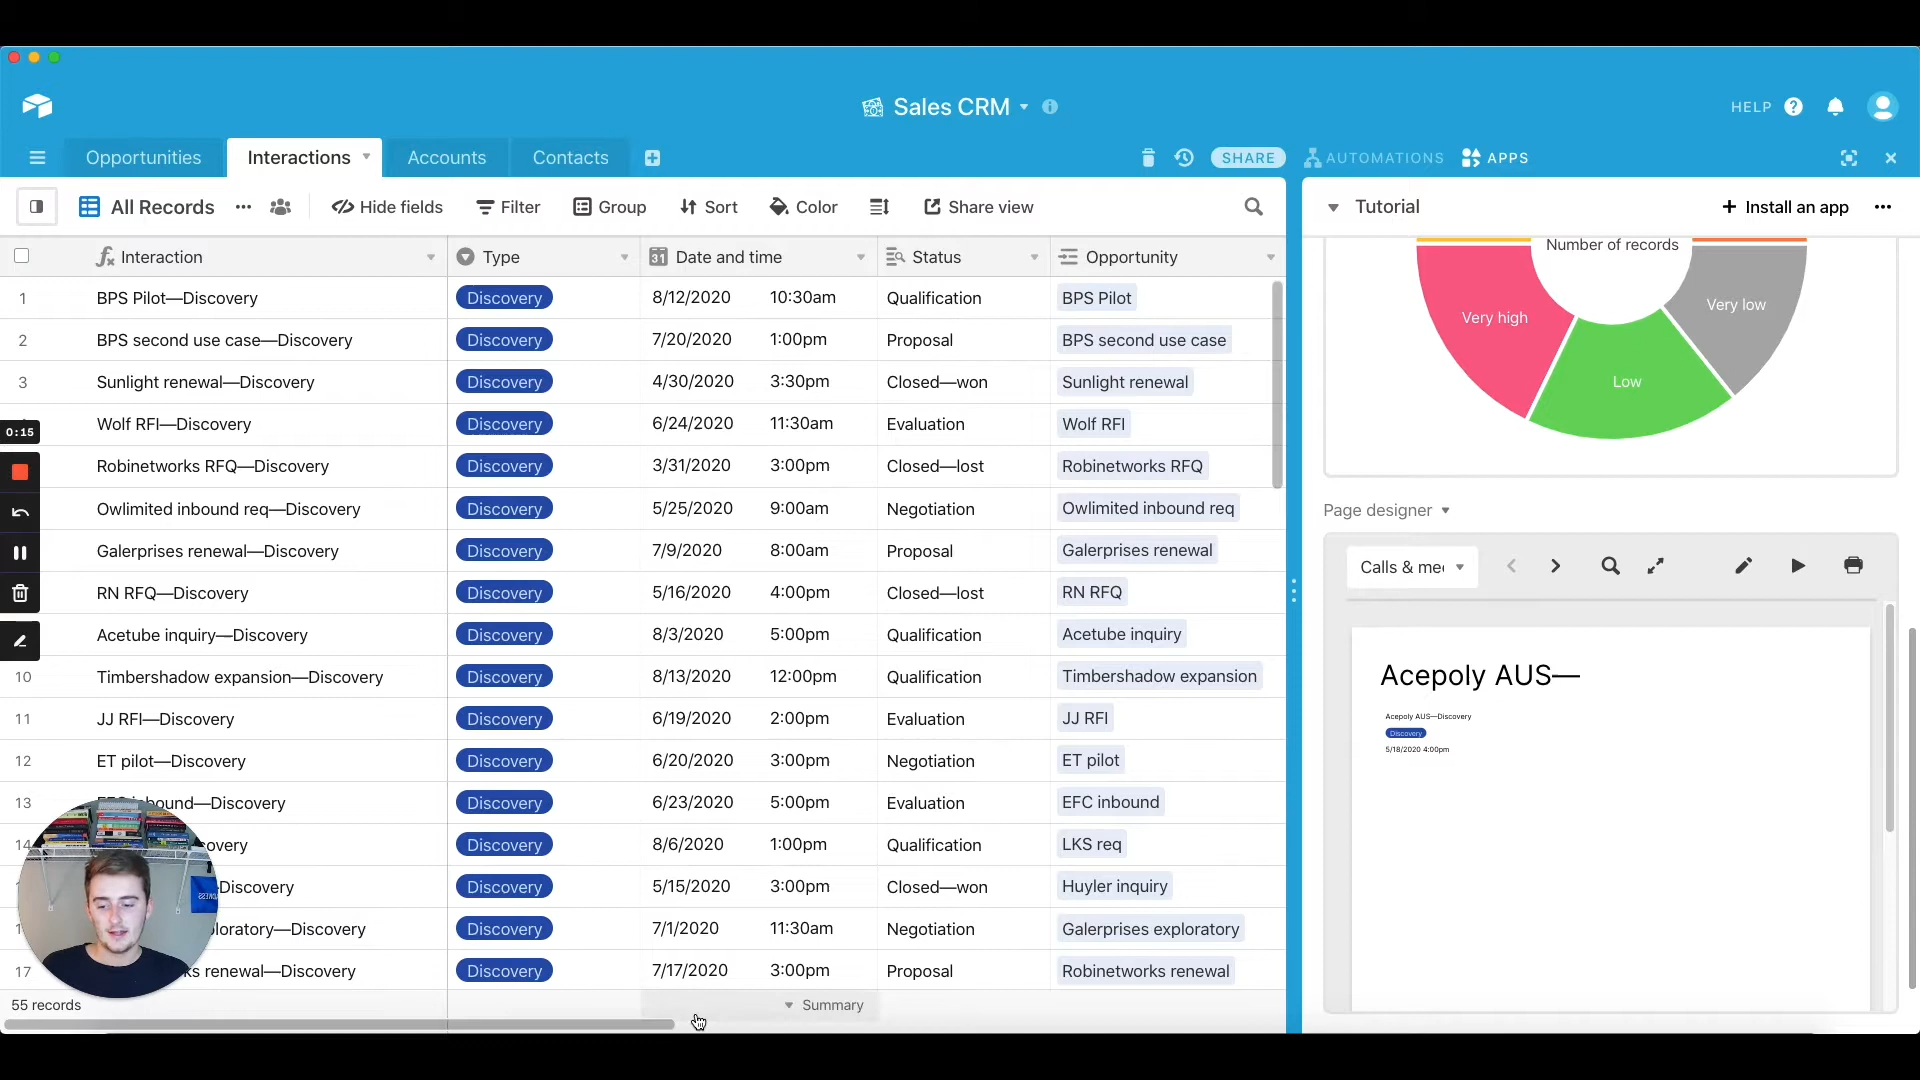 Sales CRM
HELP
Opportunities
Interactions
Accounts
Contacts
SHARE
AUTOMATIONS
APPS
All Records
Hide fields
Filter
Group
Sort
Color
Share view
Tutorial
Install an app
Interaction Type Date and time Status Opportunity
1 BPS Pilot—Discovery Discovery 8/12/2020 10:30am Qualification BPS Pilot
2 BPS second use case—Discovery Discovery 7/20/2020 1:00pm Proposal BPS second use case
3 Sunlight renewal—Discovery Discovery 4/30/2020 3:30pm Closed—won Sunlight renewal
Wolf RFI—Discovery Discovery 6/24/2020 11:30am Evaluation Wolf RFI
Robinetworks RFQ—Discovery Discovery 3/31/2020 3:00pm Closed—lost Robinetworks RFQ
Owlimited inbound req—Discovery Discovery 5/25/2020 9:00am Negotiation Owlimited inbound req
Galerprises renewal—Discovery Discovery 7/9/2020 8:00am Proposal Galerprises renewal
RN RFQ—Discovery Discovery 5/16/2020 4:00pm Closed—lost RN RFQ
Acetube inquiry—Discovery Discovery 8/3/2020 5:00pm Qualification Acetube inquiry
10 Timbershadow expansion—Discovery Discovery 8/13/2020 12:00pm Qualification Timbershadow expansion
11 JJ RFI—Discovery Discovery 6/19/2020 2:00pm Evaluation JJ RFI
12 ET pilot—Discovery Discovery 6/20/2020 3:00pm Negotiation ET pilot
13 bound—Discovery Discovery 6/23/2020 5:00pm Evaluation EFC inbound
14 covery Discovery 8/6/2020 1:00pm Qualification LKS req
Discovery Discovery 5/15/2020 3:00pm Closed—won Huyler inquiry
loratory—Discovery Discovery 7/1/2020 11:30am Negotiation Galerprises exploratory
17 ks renewal—Discovery Discovery 7/17/2020 3:00pm Proposal Robinetworks renewal
55 records
Summary
0:15
Number of records
Very high
Very low
Low
Page designer
Calls & me
Acepoly AUS—
Acepoly AUS—Discovery
Discovery
5/18/2020 4:00pm